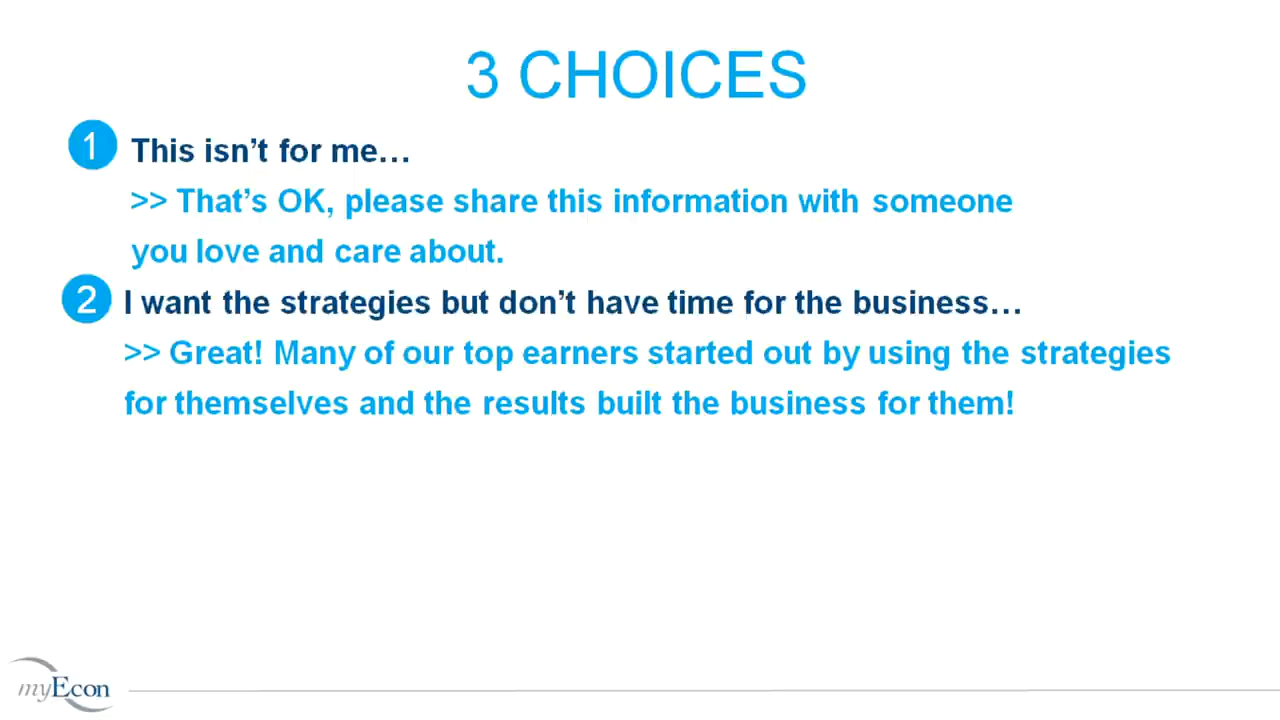 3 CHOICES
1 This isn’t for me…
>> That’s OK, please share this information with someone
you love and care about.
2 I want the strategies but don’t have time for the business…
>> Great! Many of our top earners started out by using the strategies
for themselves and the results built the business for them!
myEcon